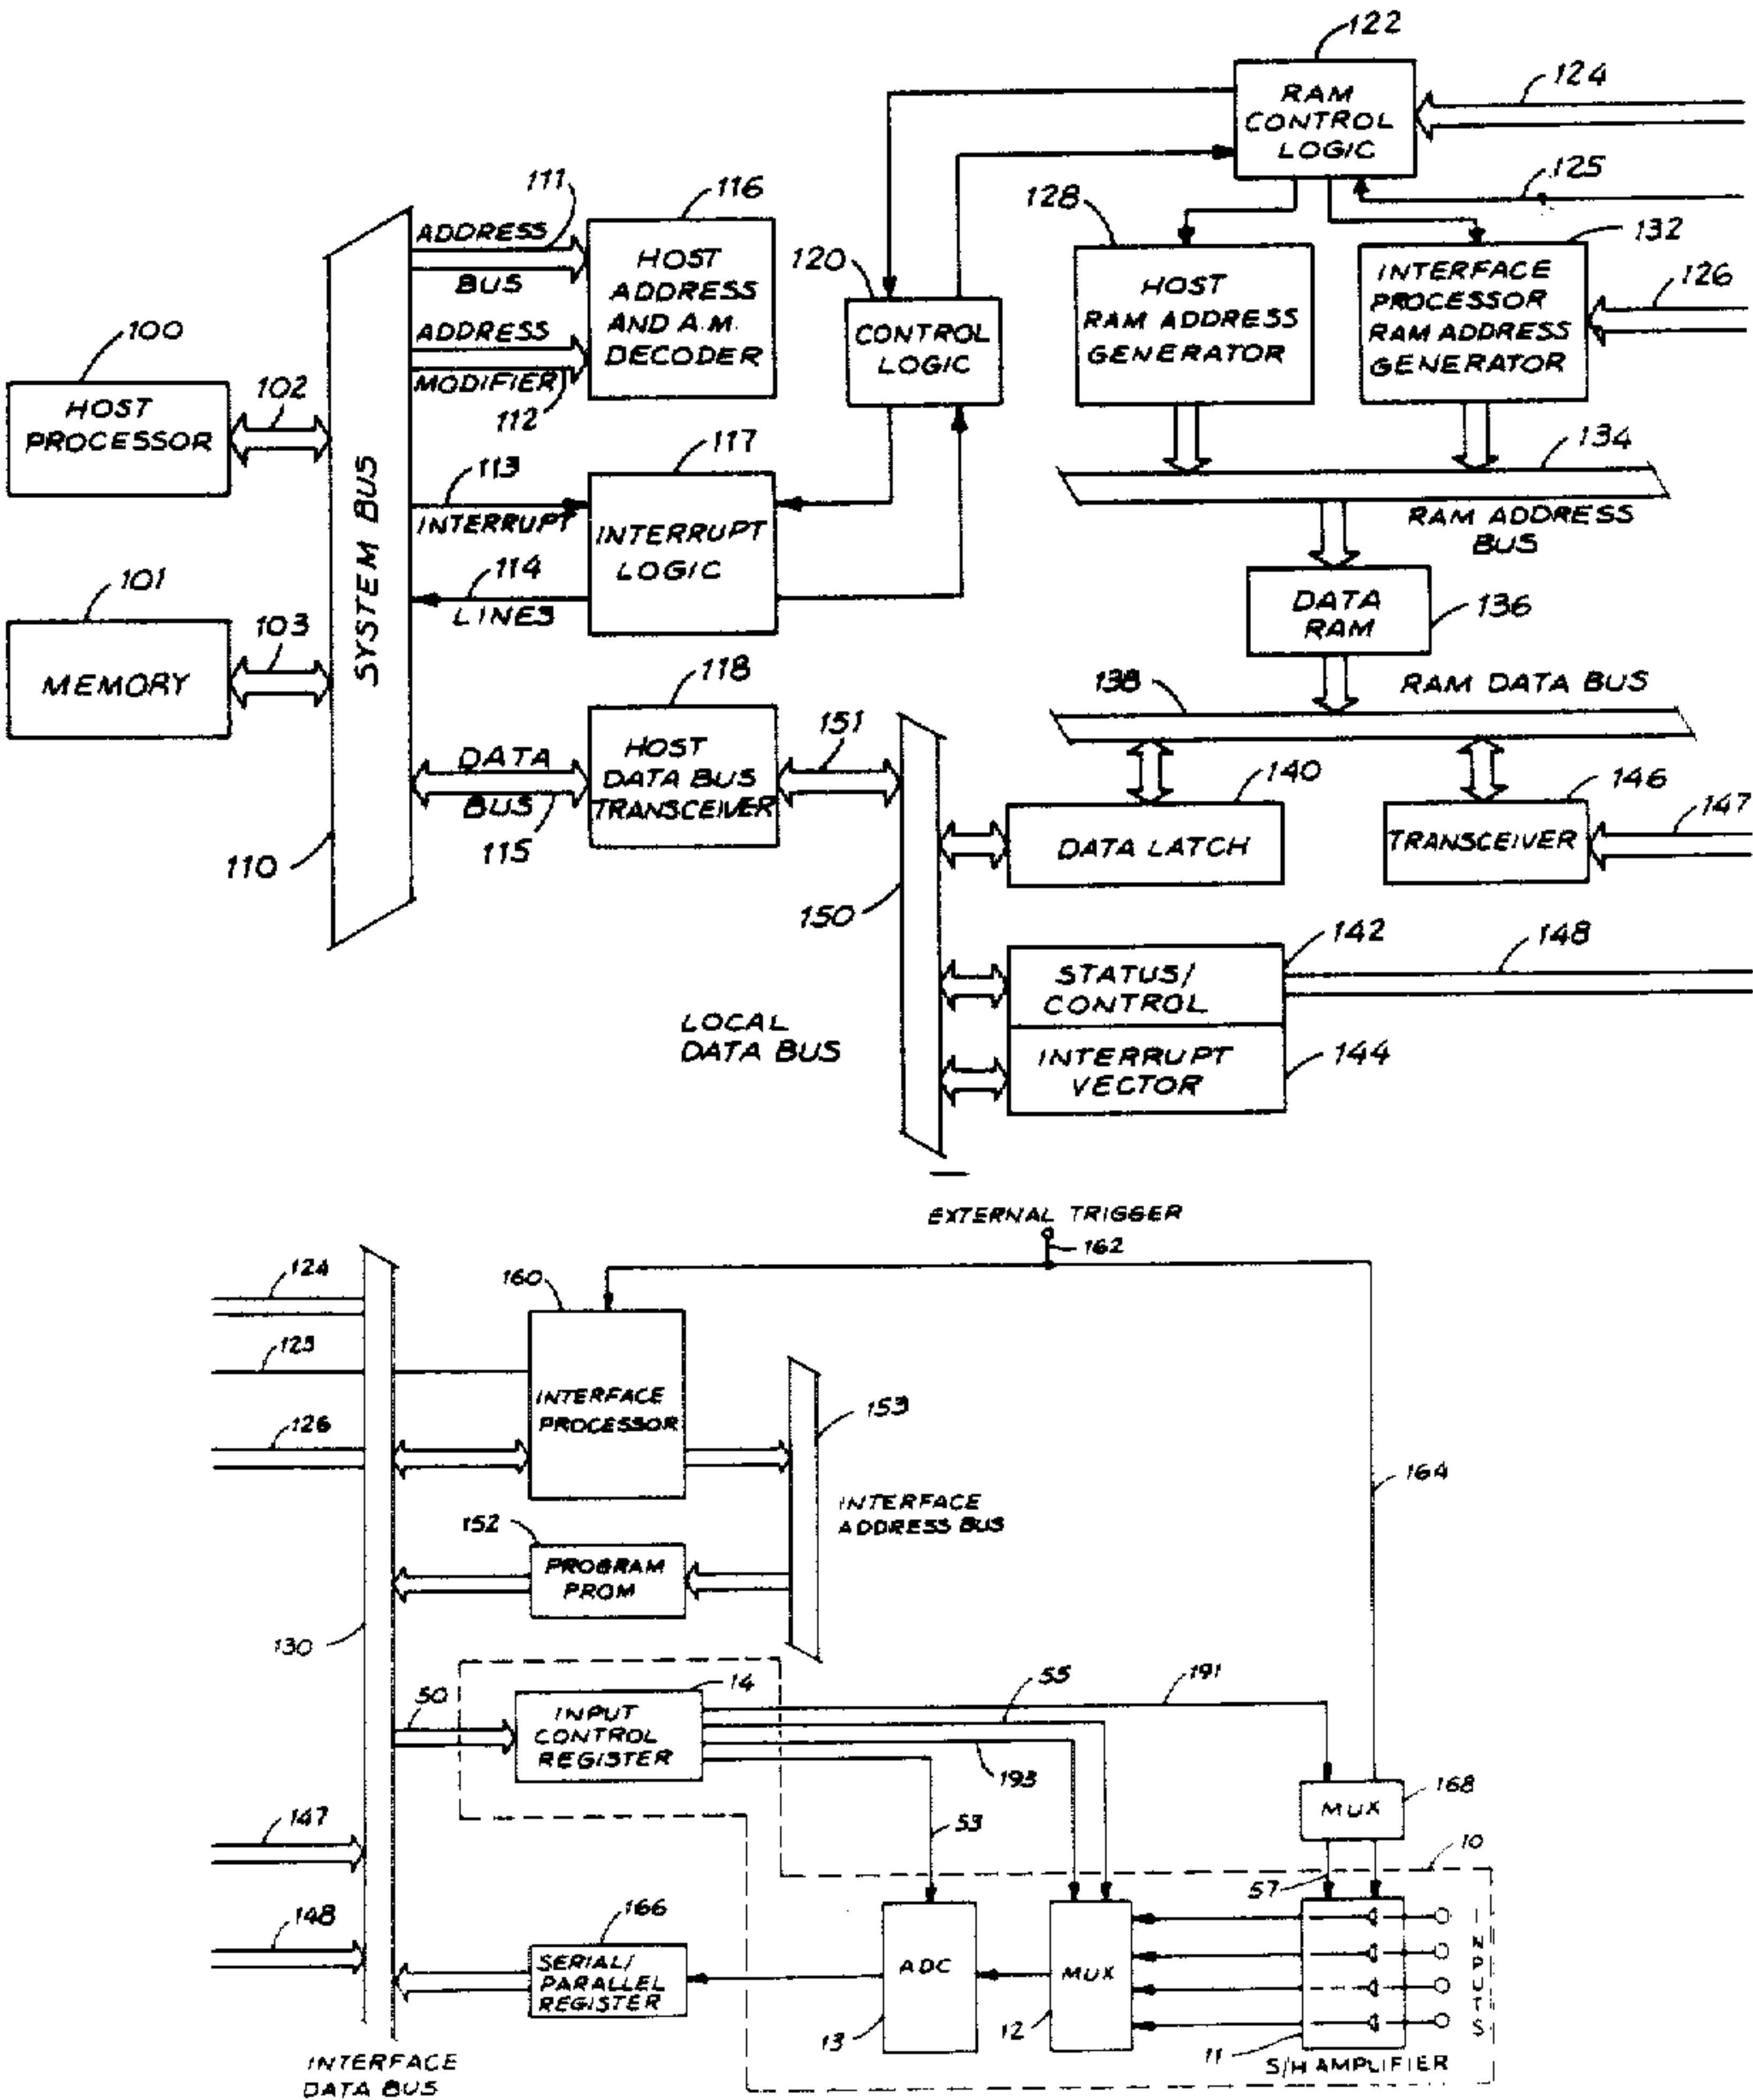 122
RAM
CONTROL
LOGIC
124
125
111
116
128
132
ADDRESS
BUS
HOST
ADDRESS
AND A.M.
DECODER
120
HOST
RAM ADDRESS
GENERATOR
INTERFACE
PROCESSOR
RAM ADDRESS
GENERATOR
126
100
ADDRESS
MODIFIER
112
CONTROL
LOGIC
HOST
PROCESSOR
102
SYSTEM BUS
117
134
113
INTERRUPT
INTERRUPT
LOGIC
RAM ADDRESS
BUS
101
114
LINES
DATA
RAM
136
MEMORY
103
118
138
RAM DATA BUS
DATA
BUS
115
HOST
DATA BUS
TRANSCEIVER
151
140
146
147
110
DATA LATCH
TRANSCEIVER
150
142
148
STATUS/
CONTROL
LOCAL
DATA BUS
INTERRUPT
VECTOR
144
EXTERNAL TRIGGER
162
124
160
125
INTERFACE
PROCESSOR
153
126
164
152
INTERFACE
ADDRESS BUS
PROGRAM
PROM
130
50
14
55
191
INPUT
CONTROL
REGISTER
193
168
MUX
147
53
10
57
148
166
SERIAL/
PARALLEL
REGISTER
ADC
MUX
INPUTS
13
12
11
S/H AMPLIFIER
INTERFACE
DATA BUS